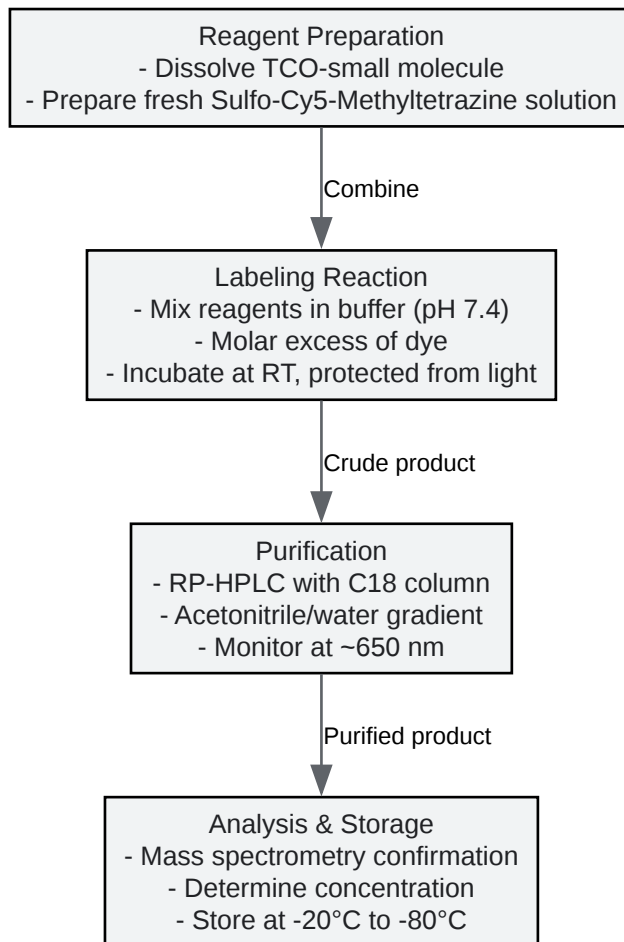 Reagent Preparation
- Dissolve TCO-small molecule
- Prepare fresh Sulfo-Cy5-Methyltetrazine solution
Combine
Labeling Reaction
- Mix reagents in buffer (pH 7.4)
- Molar excess of dye
- Incubate at RT, protected from light
Crude product
Purification
- RP-HPLC with C18 column
- Acetonitrile/water gradient
- Monitor at ~650 nm
Purified product
Analysis & Storage
- Mass spectrometry confirmation
- Determine concentration
- Store at -20°C to -80°C